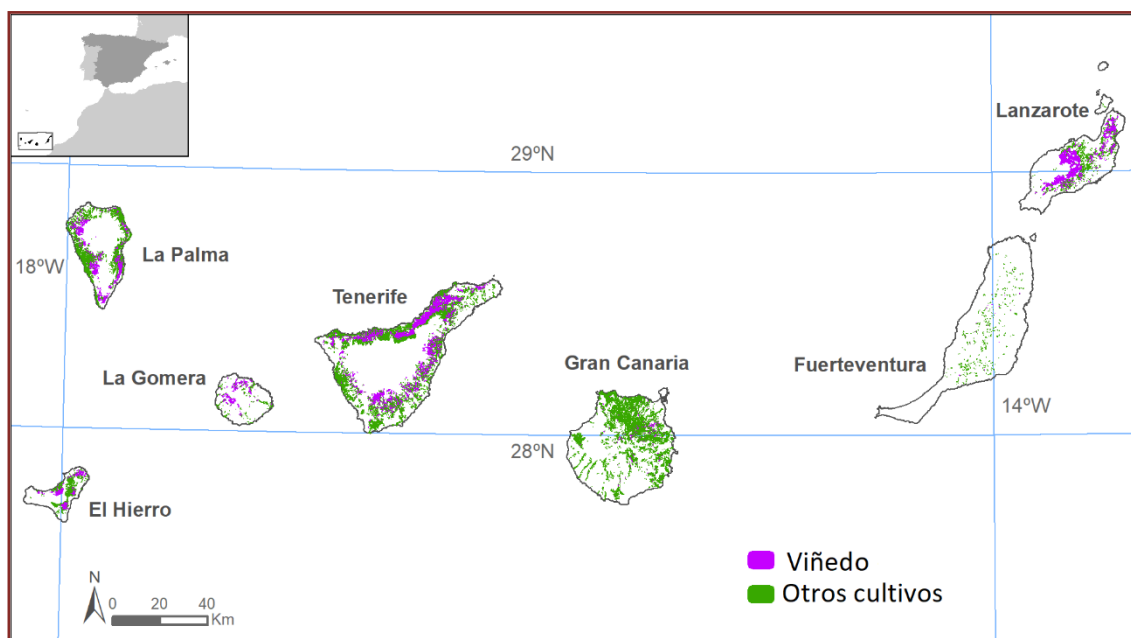 Lanzarote
29ºN
La Palma
18ºW
Tenerife
Gran Canaria
Fuerteventura
La Gomera
14ºW
28ºN
El Hierro
Viñedo
Otros cultivos
N
0 20 40
Km